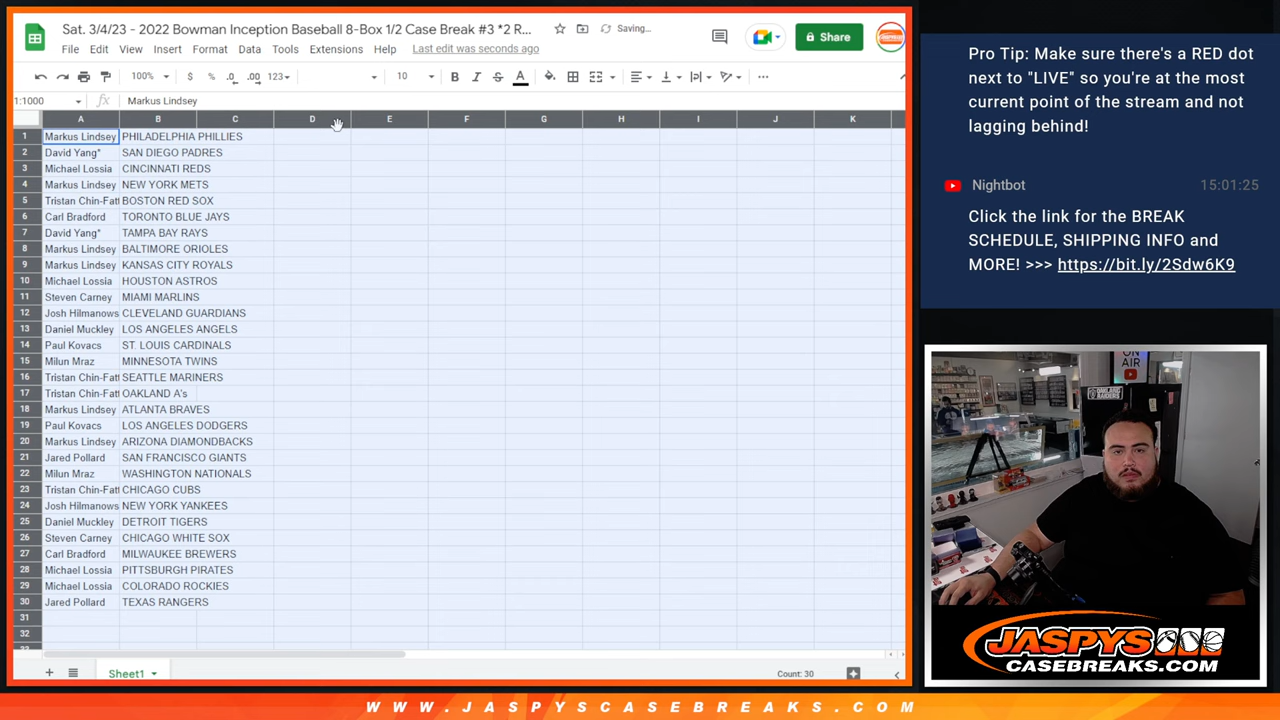 Sat. 3/4/23 - 2022 Bowman Inception Baseball 8-Box 1/2 Case Break #3 *2 R...
Saving...
Share
File Edit View Insert Format Data Tools Extensions Help Last edit was seconds ago
100% $ % .0 .00 123 10 B I S A
1:1000 fx Markus Lindsey
A B C D E F G H I J K
1 Markus Lindsey PHILADELPHIA PHILLIES
2 David Yang* SAN DIEGO PADRES
3 Michael Lossia CINCINNATI REDS
4 Markus Lindsey NEW YORK METS
5 Tristan Chin-Fatt BOSTON RED SOX
6 Carl Bradford TORONTO BLUE JAYS
7 David Yang* TAMPA BAY RAYS
8 Markus Lindsey BALTIMORE ORIOLES
9 Markus Lindsey KANSAS CITY ROYALS
10 Michael Lossia HOUSTON ASTROS
11 Steven Carney MIAMI MARLINS
12 Josh Hilmanows CLEVELAND GUARDIANS
13 Daniel Muckley LOS ANGELES ANGELS
14 Paul Kovacs ST. LOUIS CARDINALS
15 Milun Mraz MINNESOTA TWINS
16 Tristan Chin-Fatt SEATTLE MARINERS
17 Tristan Chin-Fatt OAKLAND A's
18 Markus Lindsey ATLANTA BRAVES
19 Paul Kovacs LOS ANGELES DODGERS
20 Markus Lindsey ARIZONA DIAMONDBACKS
21 Jared Pollard SAN FRANCISCO GIANTS
22 Milun Mraz WASHINGTON NATIONALS
23 Tristan Chin-Fatt CHICAGO CUBS
24 Josh Hilmanows NEW YORK YANKEES
25 Daniel Muckley DETROIT TIGERS
26 Steven Carney CHICAGO WHITE SOX
27 Carl Bradford MILWAUKEE BREWERS
28 Michael Lossia PITTSBURGH PIRATES
29 Michael Lossia COLORADO ROCKIES
30 Jared Pollard TEXAS RANGERS
31
32
Sheet1
Count: 30
Pro Tip: Make sure there's a RED dot
next to "LIVE" so you're at the most
current point of the stream and not
lagging behind!
Nightbot 15:01:25
Click the link for the BREAK
SCHEDULE, SHIPPING INFO and
MORE! >>> https://bit.ly/2Sdw6K9
ON
AIR
JASPYS
CASEBREAKS.COM
WWW.JASPYSCASEBREAKS.COM